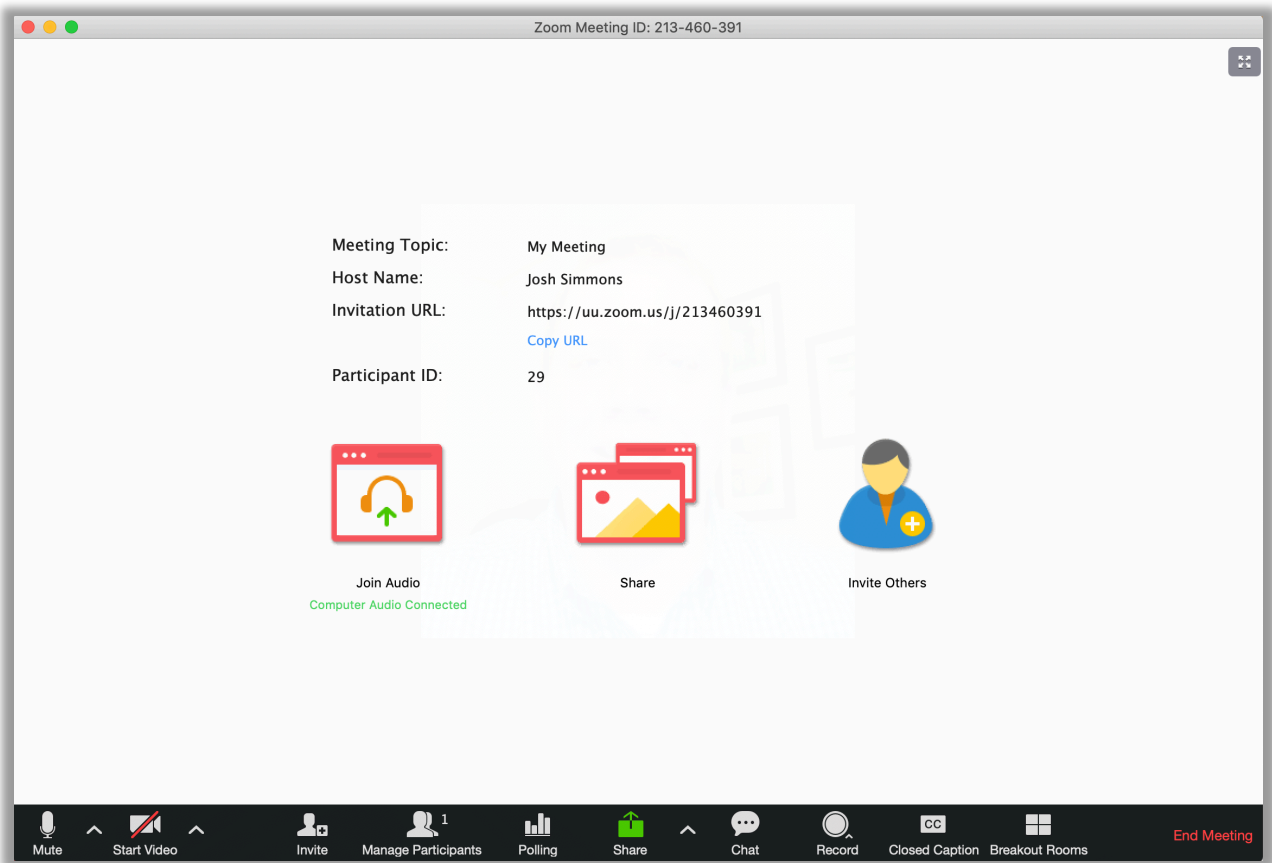 Zoom Meeting ID: 213-460-391
Meeting Topic: My Meeting
Host Name: Josh Simmons
Invitation URL: https://uu.zoom.us/j/213460391
Copy URL
Participant ID: 29
Join Audio Share Invite Others
Computer Audio Connected
1
CC
Mute Start Video Invite Manage Participants Polling Share Chat Record Closed Caption Breakout Rooms End Meeting